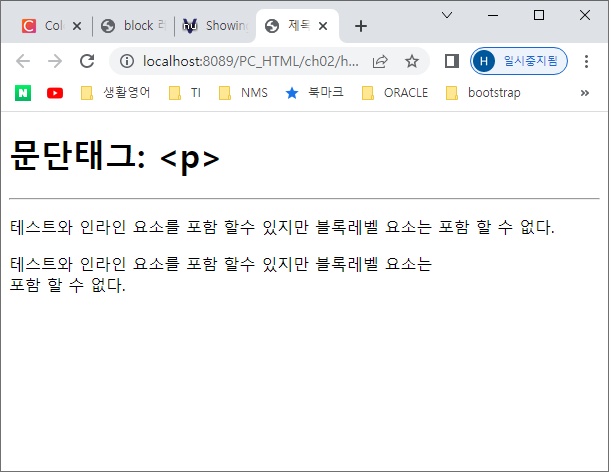 Col
block 레
Showing
제목
localhost:8089/PC_HTML/ch02/h...
H 일시중지됨
N 생활영어 TI NMS 북마크 ORACLE bootstrap »
문단태그: <p>
테스트와 인라인 요소를 포함 할수 있지만 블록레벨 요소는 포함 할 수 없다.
테스트와 인라인 요소를 포함 할수 있지만 블록레벨 요소는
포함 할 수 없다.